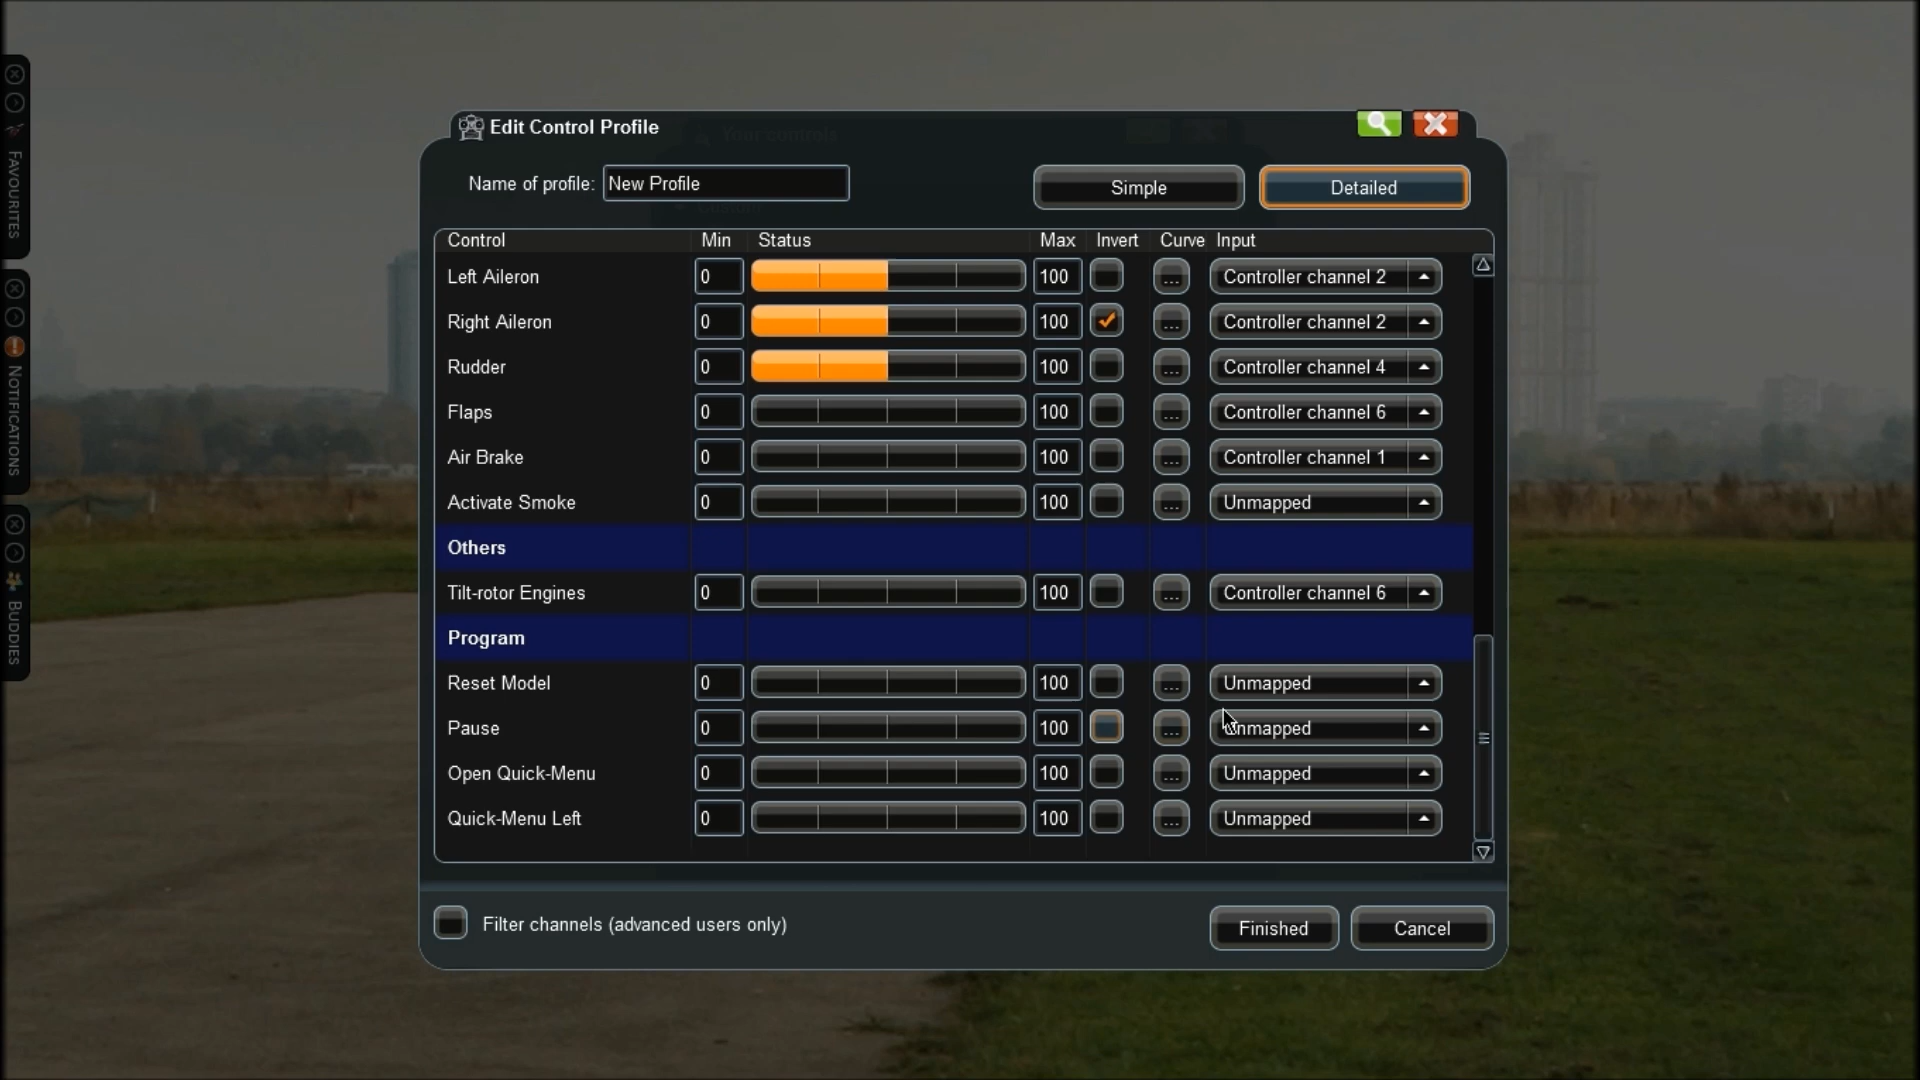 Edit Control Profile
Name of profile: New Profile Simple Detailed
Control Min Status Max Invert Curve Input
Left Aileron 0 100 ... Controller channel 2
Right Aileron 0 100 ... Controller channel 2
Rudder 0 100 ... Controller channel 4
Flaps 0 100 ... Controller channel 6
Air Brake 0 100 ... Controller channel 1
Activate Smoke 0 100 ... Unmapped
Others
Tilt-rotor Engines 0 100 ... Controller channel 6
Program
Reset Model 0 100 ... Unmapped
Pause 0 100 ... Unmapped
Open Quick-Menu 0 100 ... Unmapped
Quick-Menu Left 0 100 ... Unmapped
Filter channels (advanced users only) Finished Cancel
FAVOURITES
NOTIFICATIONS
BUDDIES
Your controls